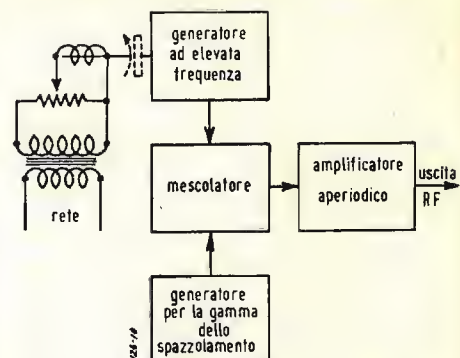 generatore
ad elevata
frequenza
rete
mescolatore
amplificatore
aperiodico
uscita
RF
generatore
per la gamma
dello
spazzolamento